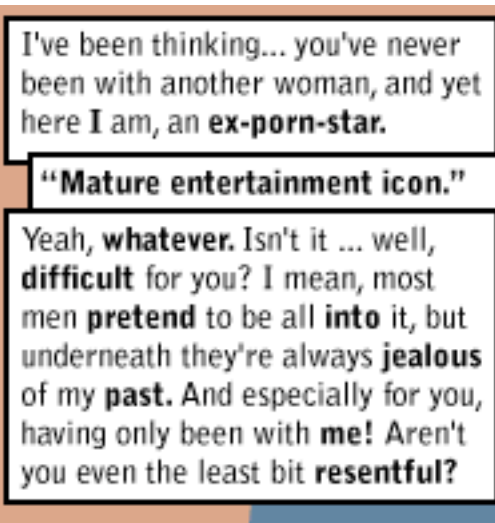 I've been thinking... you've never
been with another woman, and yet
here I am, an ex-porn-star.
“Mature entertainment icon.”
Yeah, whatever. Isn't it ... well,
difficult for you? I mean, most
men pretend to be all into it, but
underneath they're always jealous
of my past. And especially for you,
having only been with me! Aren't
you even the least bit resentful?